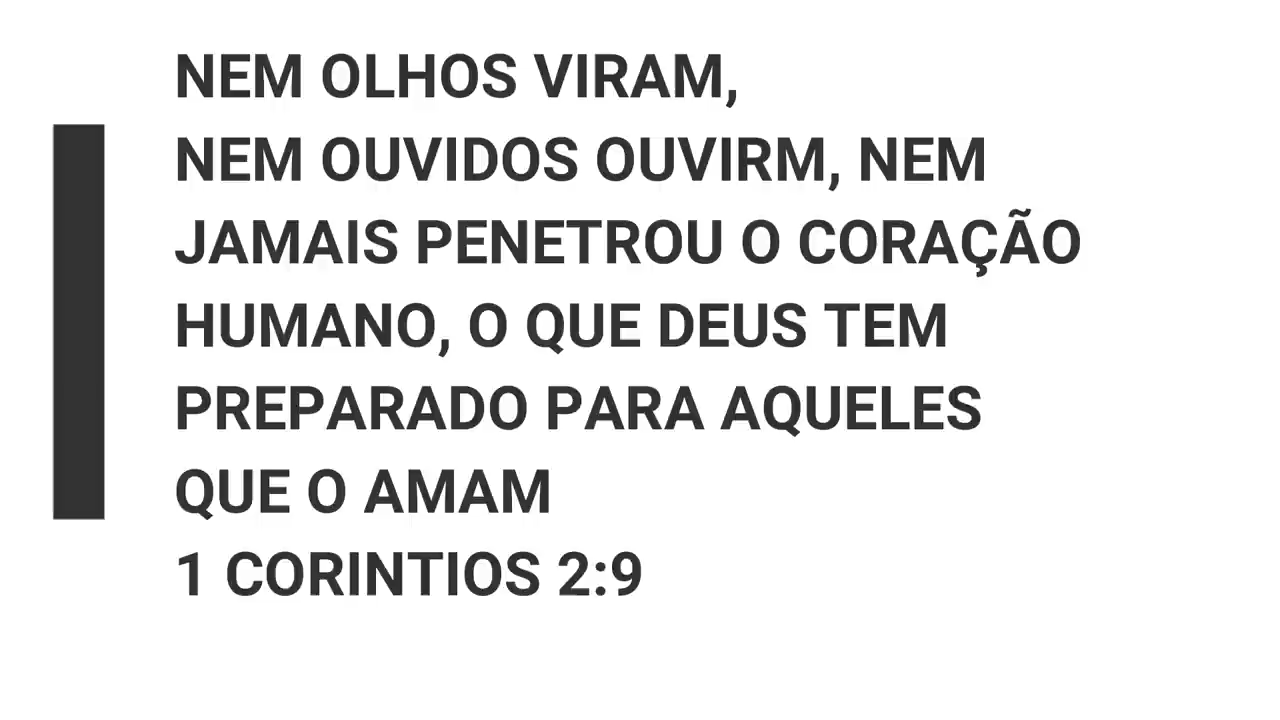 NEM OLHOS VIRAM,
NEM OUVIDOS OUVIRM, NEM
JAMAIS PENETROU O CORAÇÃO
HUMANO, O QUE DEUS TEM
PREPARADO PARA AQUELES
QUE O AMAM
1 CORINTIOS 2:9